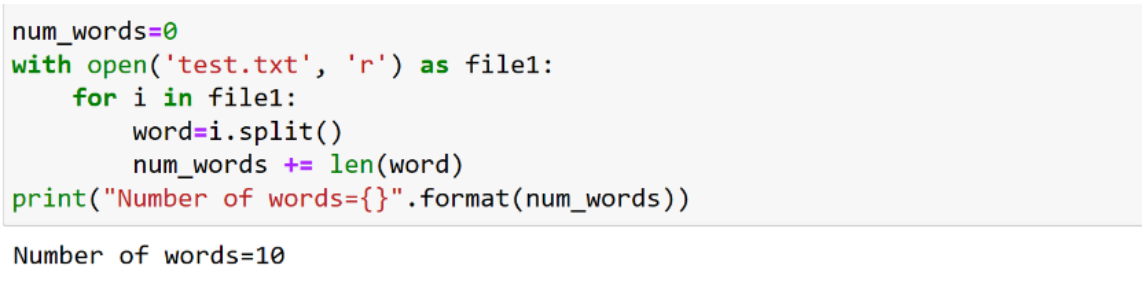 num_words=0
with open('test.txt', 'r') as file1:
    for i in file1:
        word=i.split()
        num_words += len(word)
print("Number of words={}".format(num_words))
Number of words=10